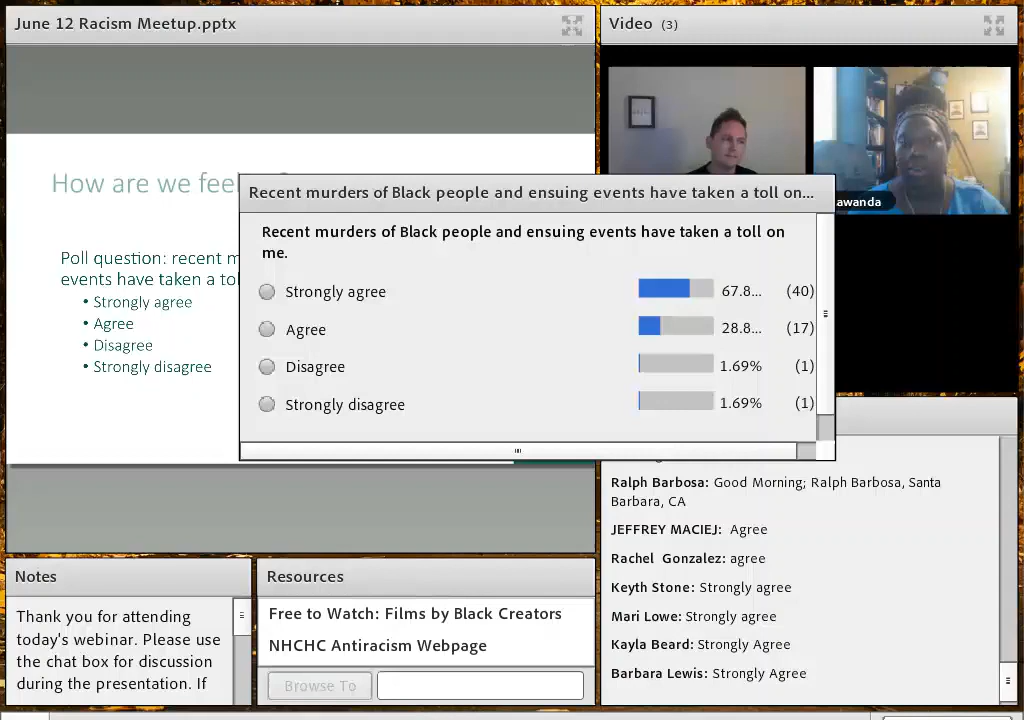 June 12 Racism Meetup.pptx
Video (3)
awanda
How are we feel
Poll question: recent m
events have taken a tol
• Strongly agree
• Agree
• Disagree
• Strongly disagree
Recent murders of Black people and ensuing events have taken a toll on...
Recent murders of Black people and ensuing events have taken a toll on
me.
Strongly agree 67.8... (40)
Agree 28.8... (17)
Disagree 1.69% (1)
Strongly disagree 1.69% (1)
Ralph Barbosa: Good Morning; Ralph Barbosa, Santa
Barbara, CA
JEFFREY MACIEJ: Agree
Rachel Gonzalez: agree
Keyth Stone: Strongly agree
Mari Lowe: Strongly agree
Kayla Beard: Strongly Agree
Barbara Lewis: Strongly Agree
Notes
Thank you for attending
today's webinar. Please use
the chat box for discussion
during the presentation. If
Resources
Free to Watch: Films by Black Creators
NHCHC Antiracism Webpage
Browse To